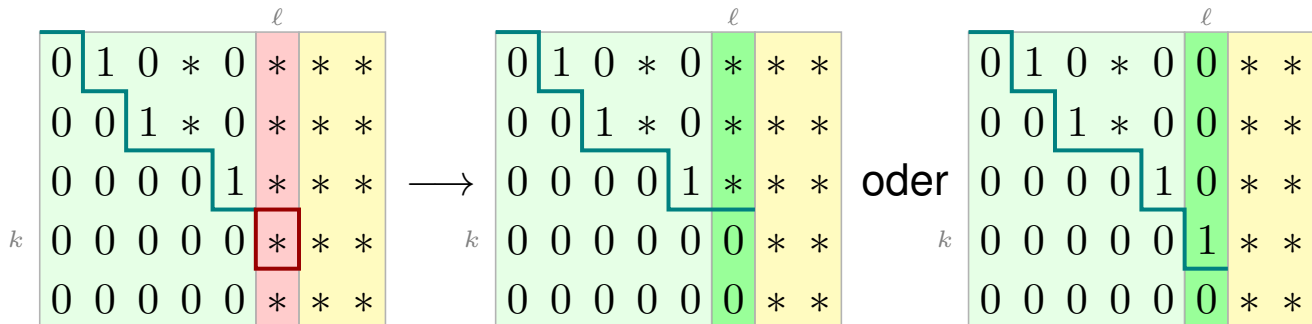 ℓ ℓ ℓ
0 1 0 * 0 * * * 0 1 0 * 0 * * * 0 1 0 * 0 0 * *
0 0 1 * 0 * * * 0 0 1 * 0 * * * 0 0 1 * 0 0 * *
0 0 0 0 1 * * * ⟶ 0 0 0 0 1 * * * oder 0 0 0 0 1 0 * *
k 0 0 0 0 0 * * * k 0 0 0 0 0 0 * * k 0 0 0 0 0 1 * *
0 0 0 0 0 * * * 0 0 0 0 0 0 * * 0 0 0 0 0 0 * *